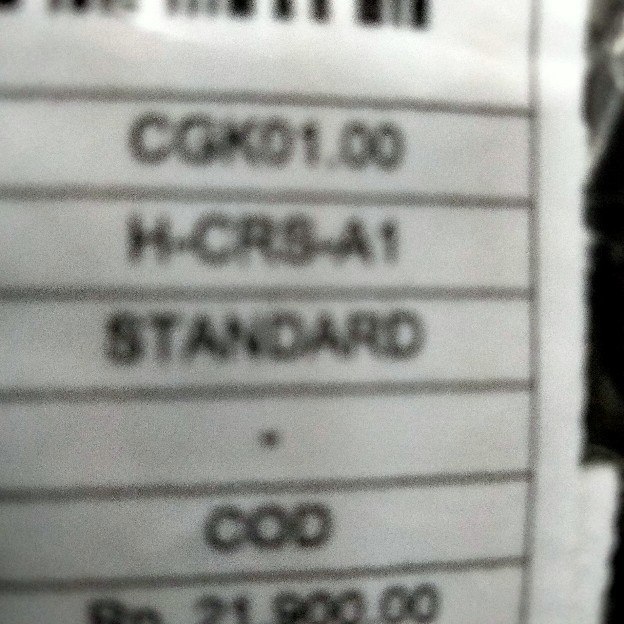 CGK01.00
H-CRS-A1
STANDARD
-
COD
Rp. 21,900.00